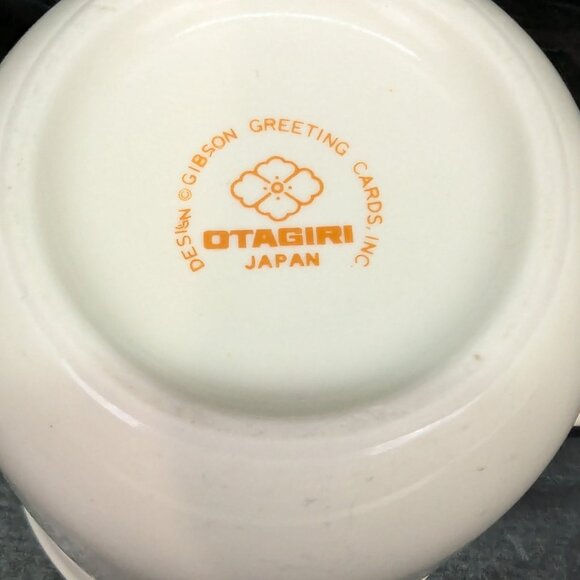 DESIGN © GIBSON GREETING CARDS, INC
OTAGIRI
JAPAN